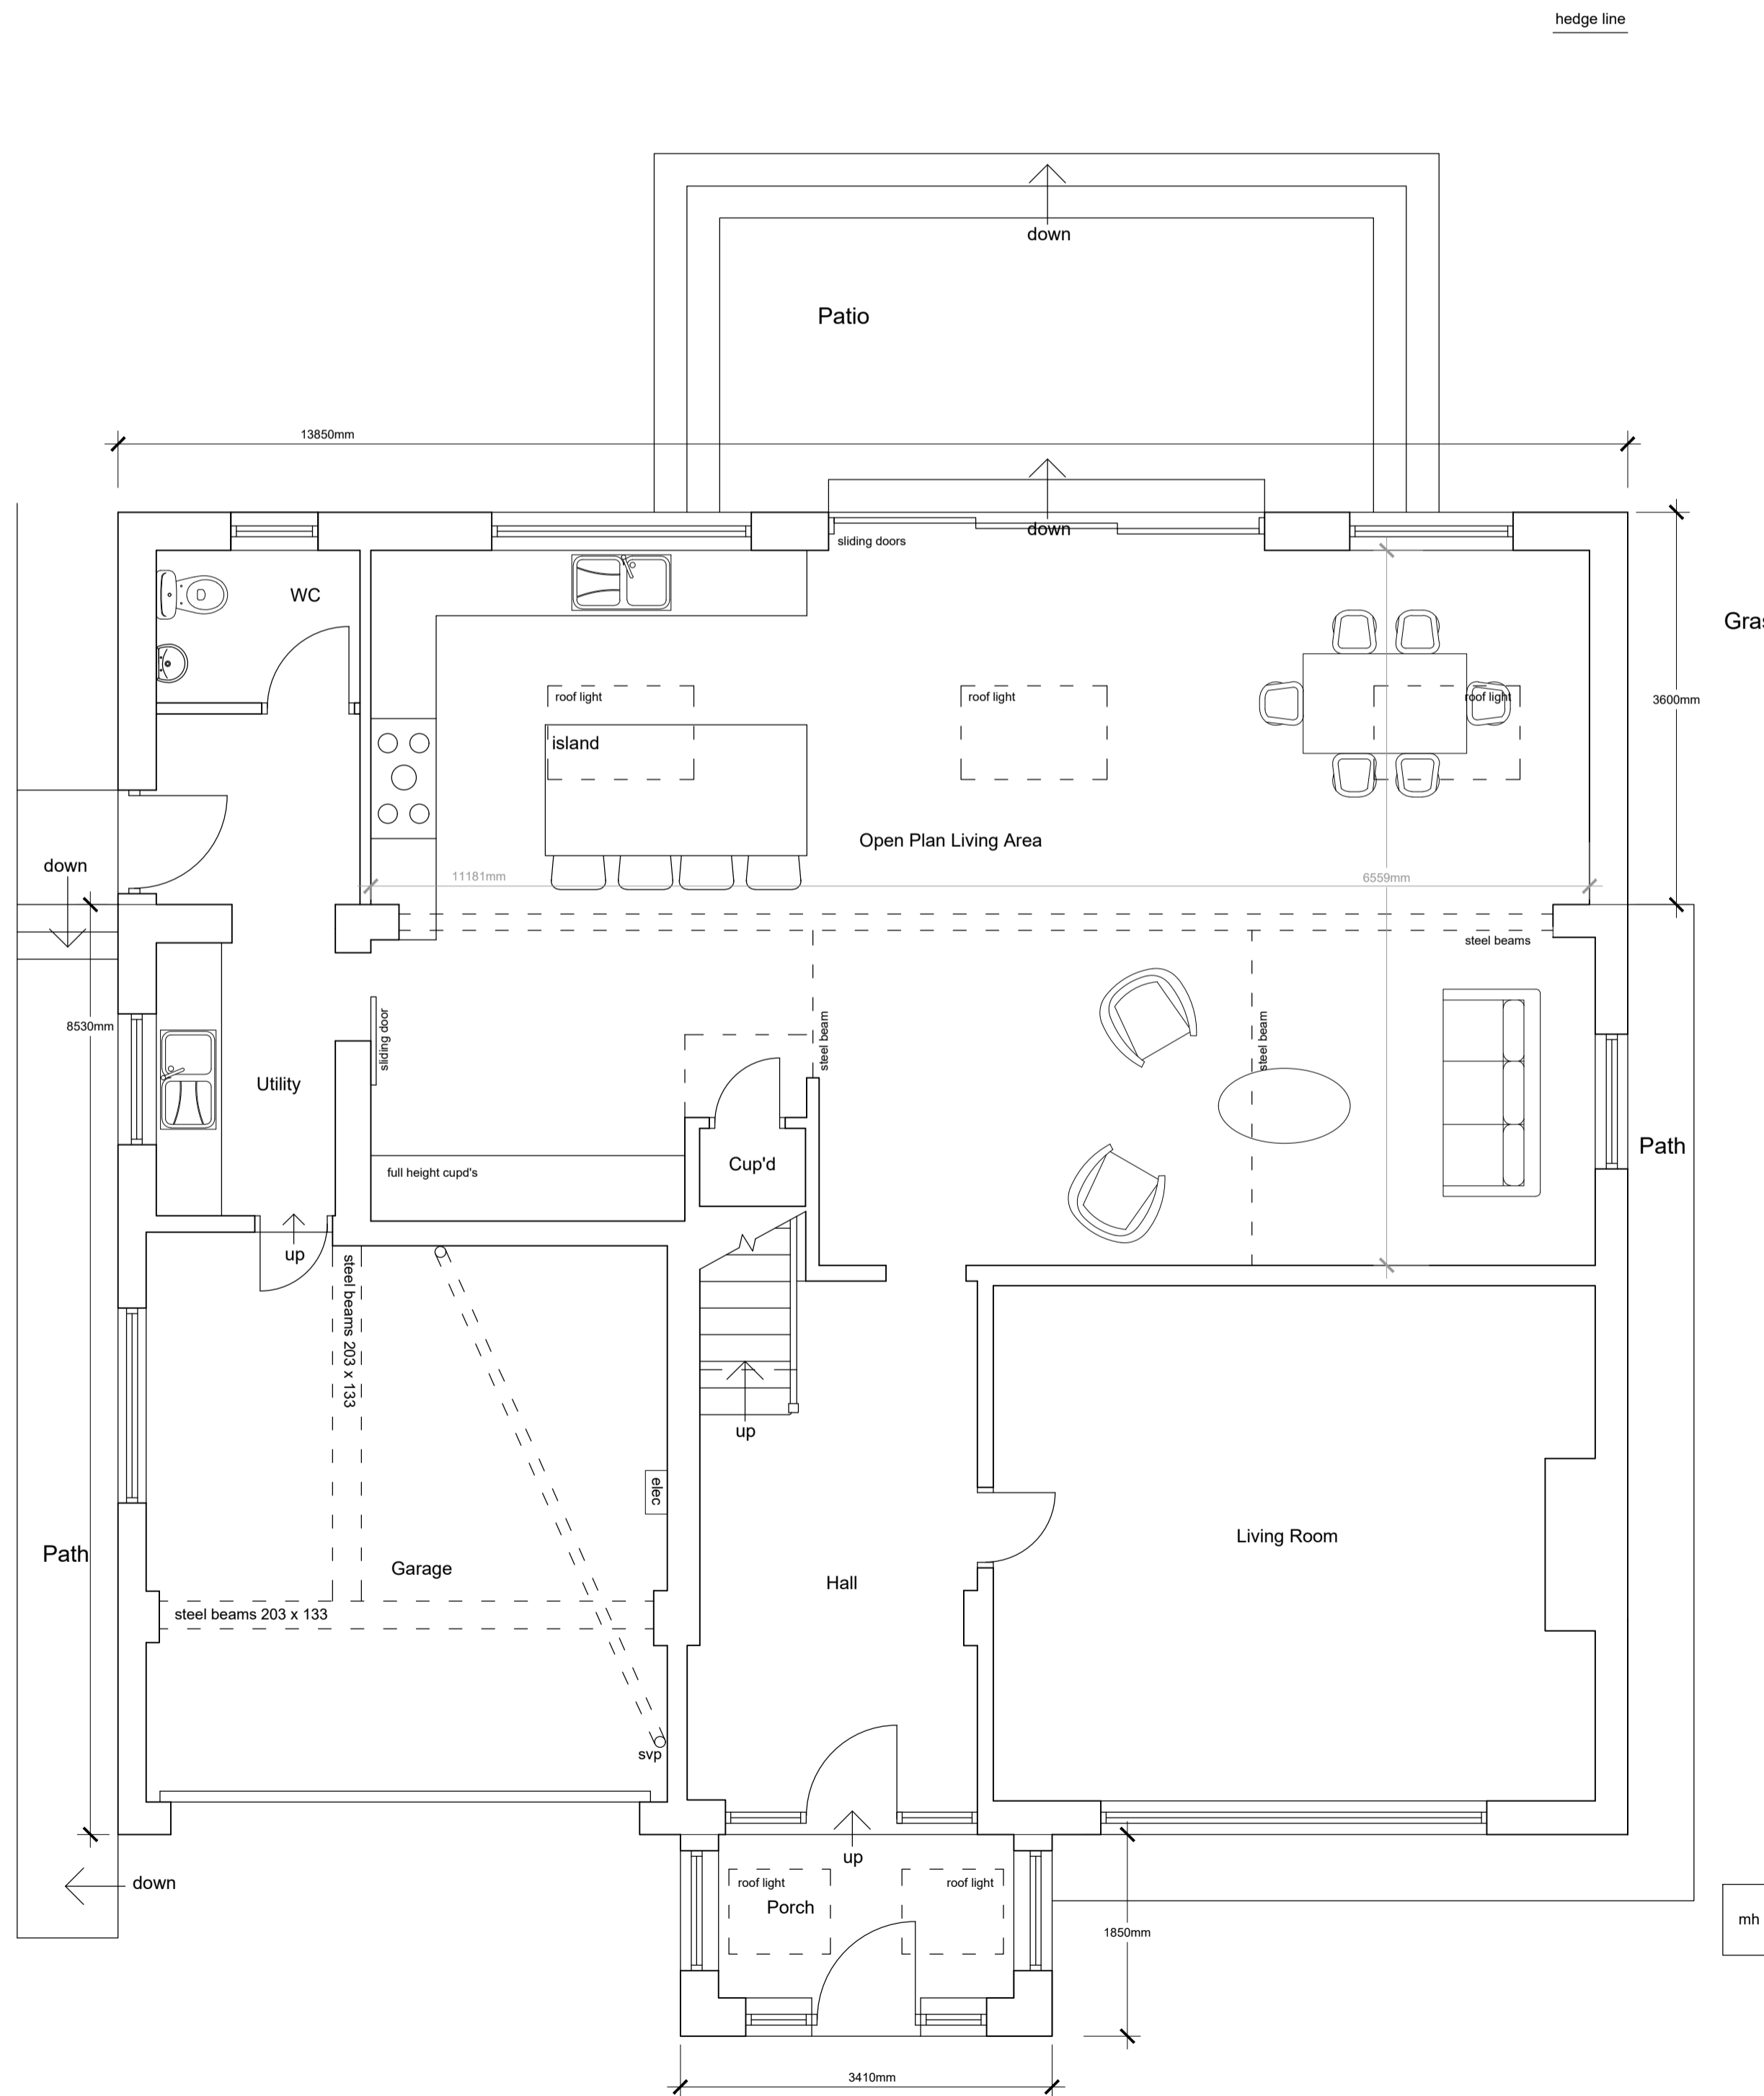 hedge line
down
Patio
13850mm
down
sliding doors
WC
3600mm
roof light
roof light
roof light
island
Open Plan Living Area
down
11181mm
6559mm
steel beams
8530mm
sliding door
steel beam
steel beam
Utility
Path
Cup'd
full height cupd's
up
steel beams 203 x 133
up
elec
Living Room
Path
Garage
Hall
steel beams 203 x 133
svp
up
down
roof light
roof light
Porch
mh
1850mm
3410mm